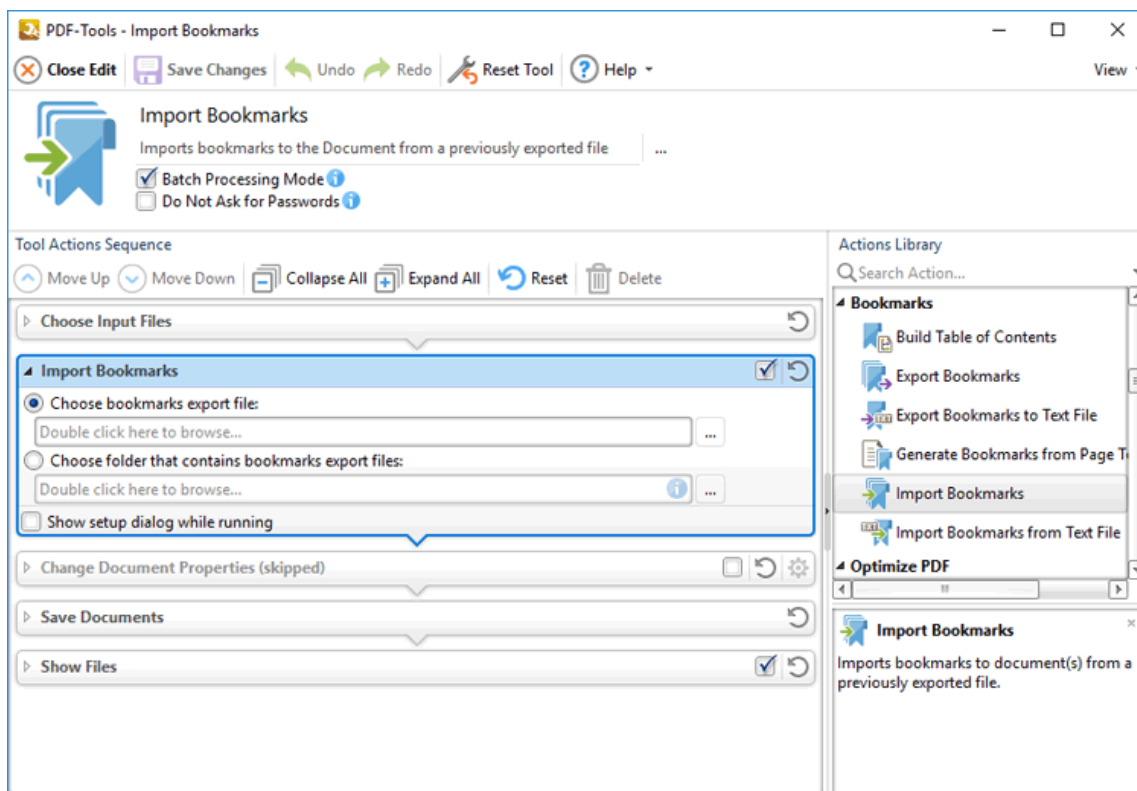 PDF-Tools - Import Bookmarks
Close Edit Save Changes Undo Redo Reset Tool Help View
Import Bookmarks
Imports bookmarks to the Document from a previously exported file ...
Batch Processing Mode
Do Not Ask for Passwords
Tool Actions Sequence
Move Up Move Down Collapse All Expand All Reset Delete
Choose Input Files
Import Bookmarks
Choose bookmarks export file:
Double click here to browse... ...
Choose folder that contains bookmarks export files:
Double click here to browse... ...
Show setup dialog while running
Change Document Properties (skipped)
Save Documents
Show Files
Actions Library
Search Action...
Bookmarks
Build Table of Contents
Export Bookmarks
Export Bookmarks to Text File
Generate Bookmarks from Page
Import Bookmarks
Import Bookmarks from Text File
Optimize PDF
Import Bookmarks
Imports bookmarks to document(s) from a
previously exported file.